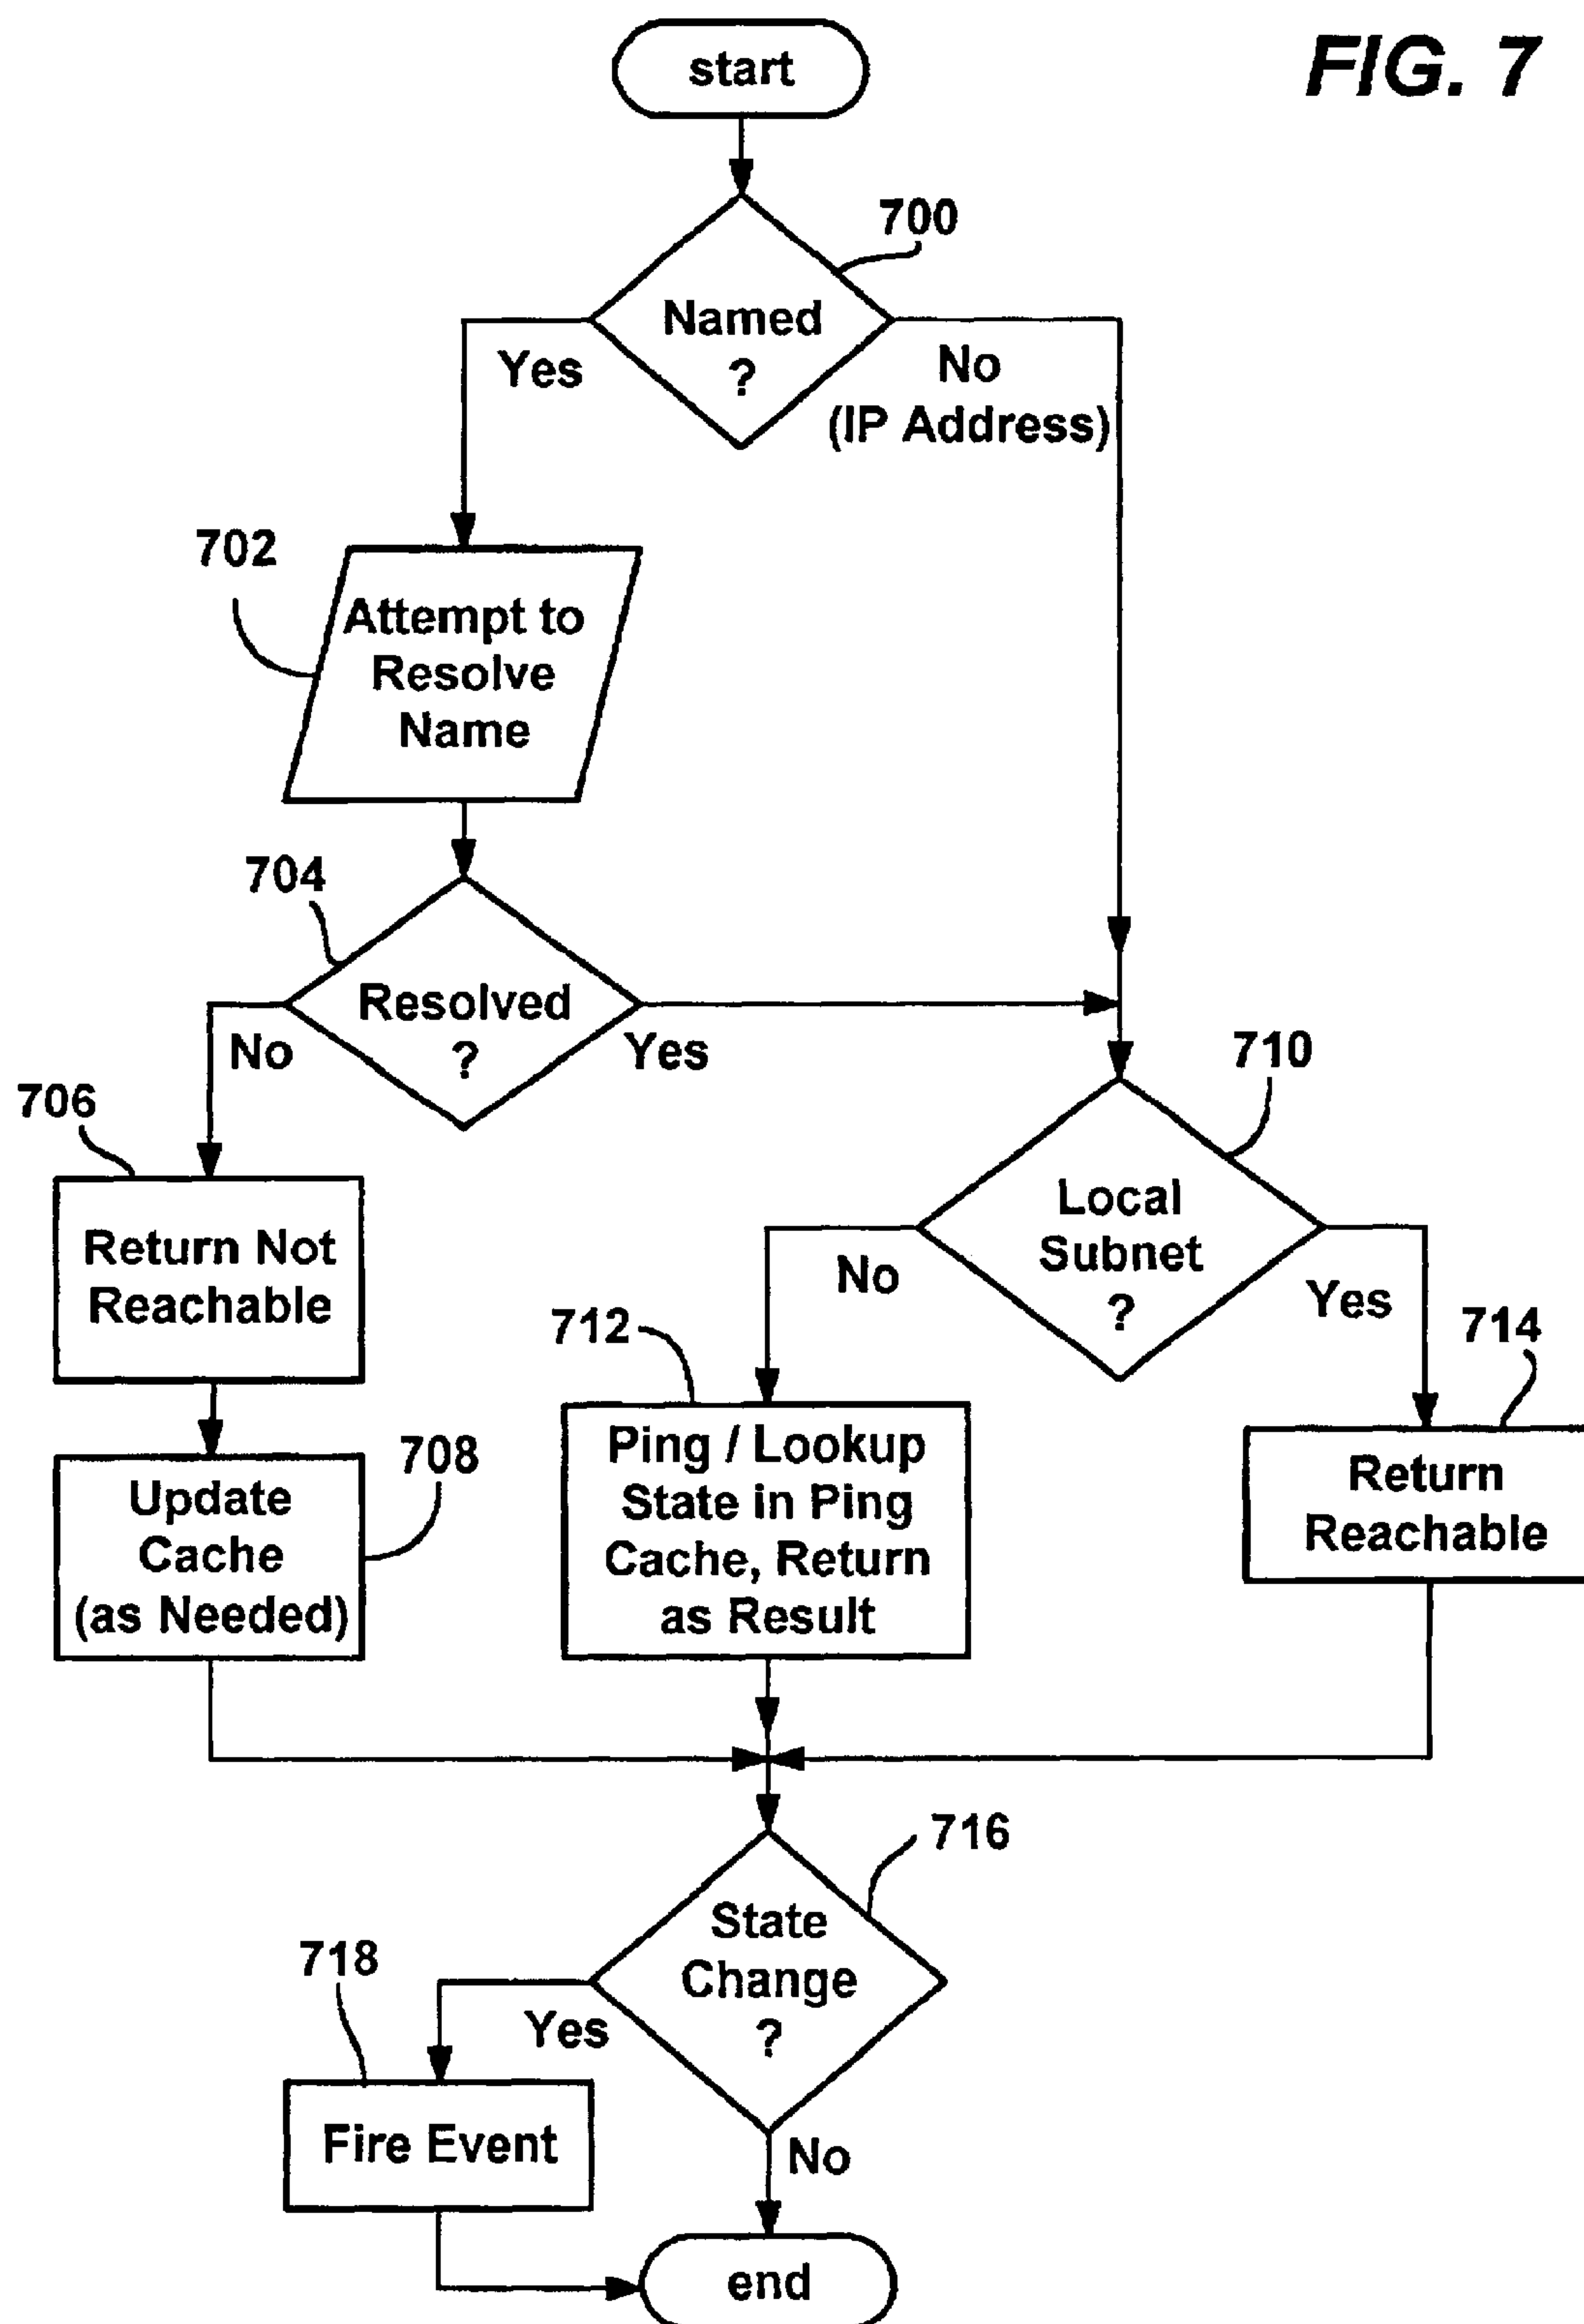 FIG. 7
start
700
Named
?
Yes
No
(IP Address)
702
Attempt to
Resolve
Name
704
Resolved
?
No
Yes
706
Return Not
Reachable
708
Update
Cache
(as Needed)
710
Local
Subnet
?
No
Yes
712
Ping / Lookup
State in Ping
Cache, Return
as Result
714
Return
Reachable
716
State
Change
?
Yes
No
718
Fire Event
end